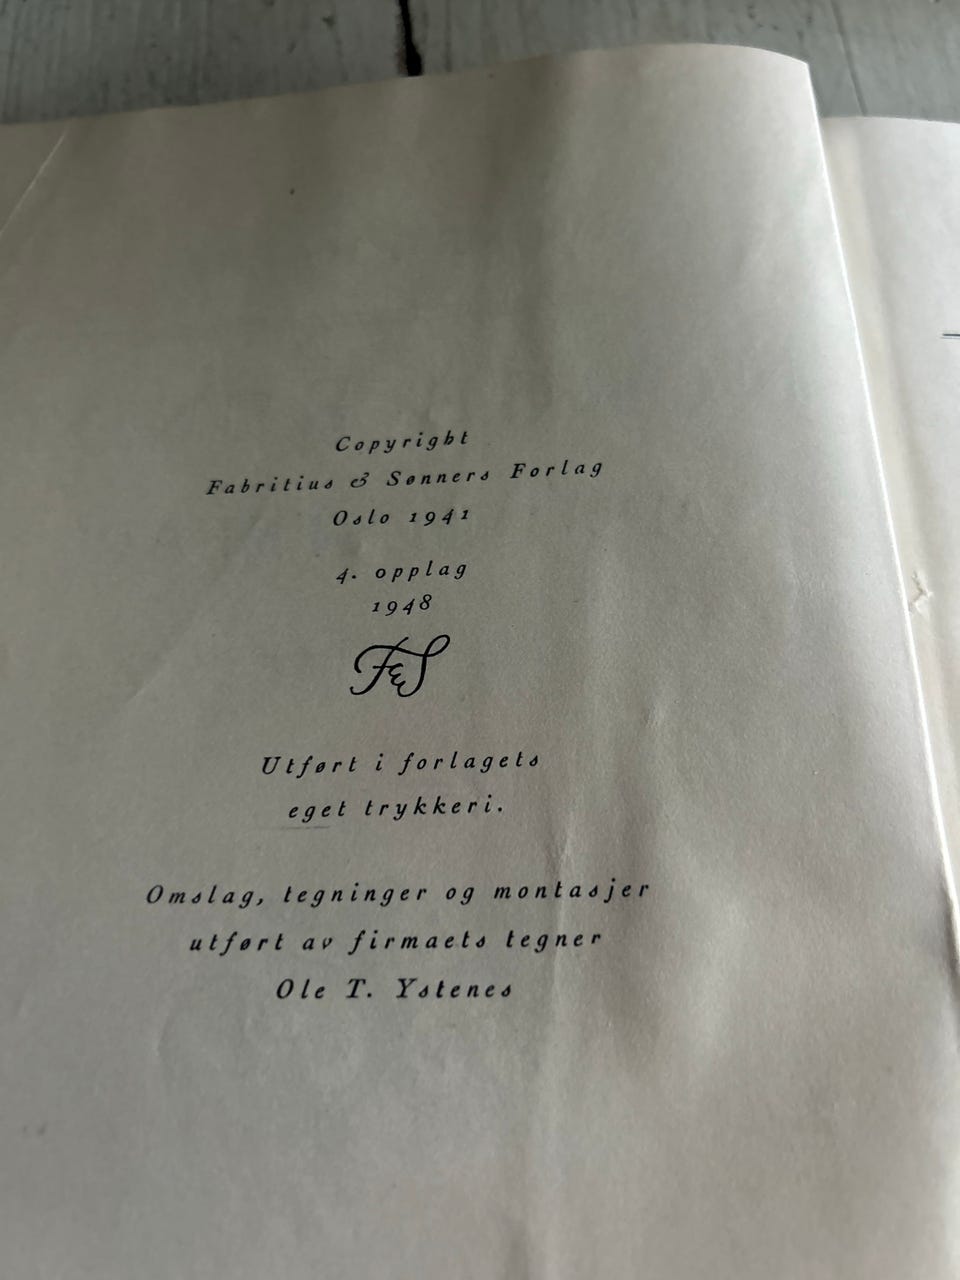 Copyright
Fabritius & Sønners Forlag
Oslo 1941
4. opplag
1948
F&S
Utført i forlagets
eget trykkeri.
Omslag, tegninger og montasjer
utført av firmaets tegner
Ole T. Ystenes